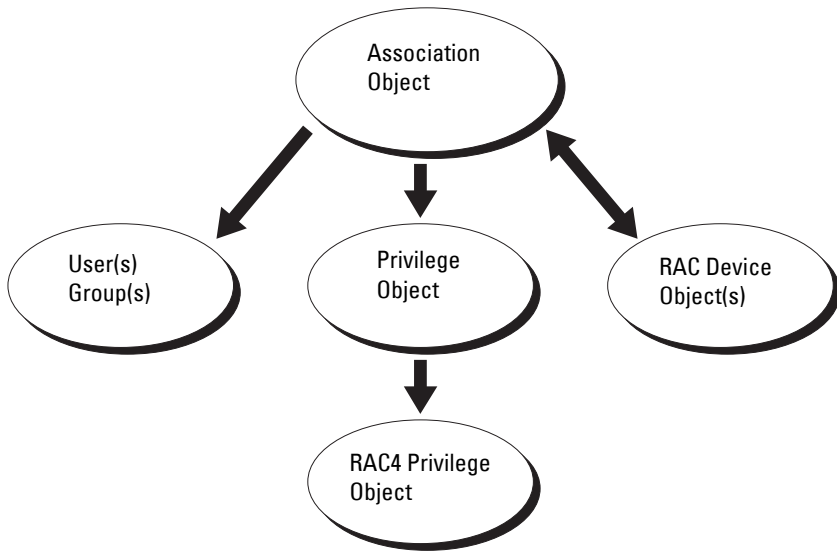 Association
Object
User(s)
Group(s)
Privilege
Object
RAC Device
Object(s)
RAC4 Privilege
Object